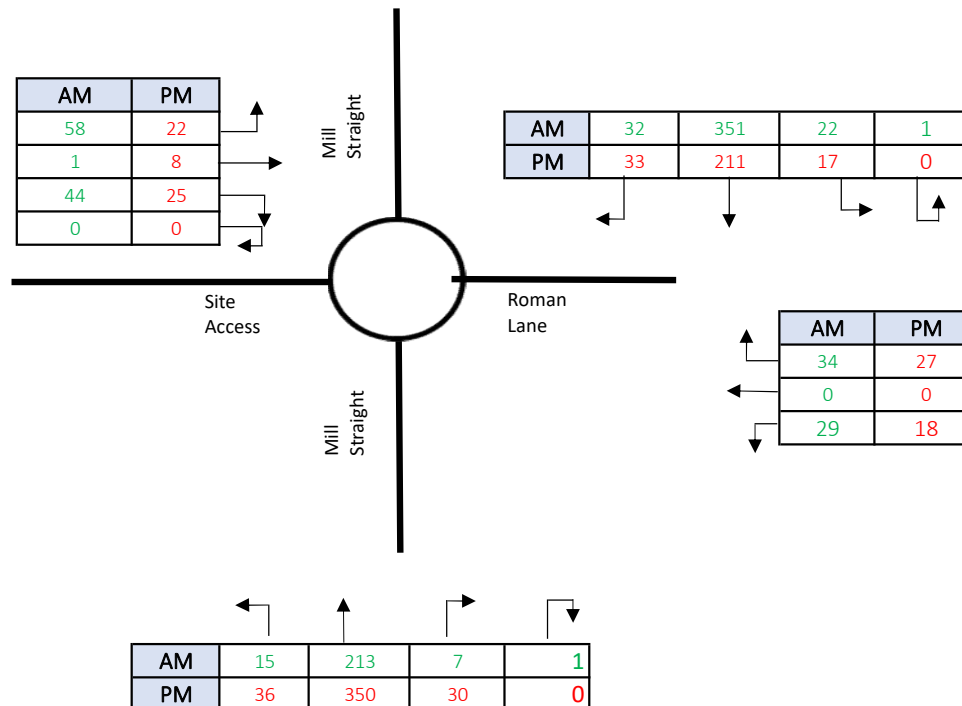 AM PM
58 22
1 8
44 25
0 0
Mill
Straight
AM 32 351 22 1
PM 33 211 17 0
Site
Access
Roman
Lane
AM PM
34 27
0 0
29 18
Mill
Straight
AM 15 213 7 1
PM 36 350 30 0